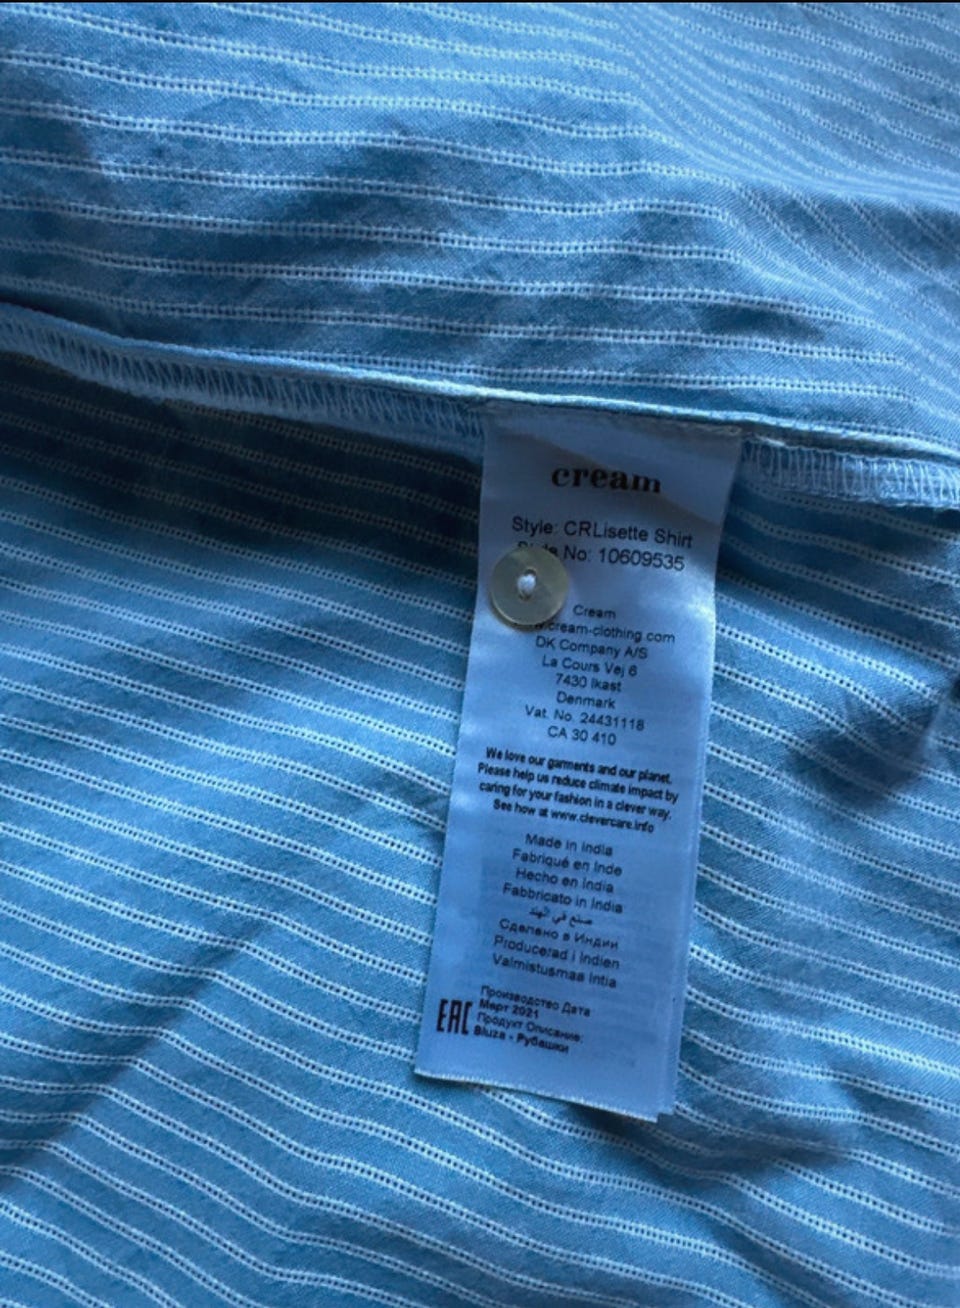 cream
Style: CRLisette Shirt
No: 10609535
Cream
cream-clothing.com
DK Company A/S
La Cours Vej 6
7430 Ikast
Denmark
Vat. No. 24431118
CA 30 410
We love our garments and our planet.
Please help us reduce climate impact by
caring for your fashion in a clever way.
See how at www.clevercare.info
Made in India
Fabriqué en Inde
Hecho en India
Fabbricato in India
صنع في الهند
Сделано в Индии
Producerad i Indien
Valmistusmaa Intia
Производство Дата
Март 2021
EAC Продукт Описание:
Bluza - Рубашки